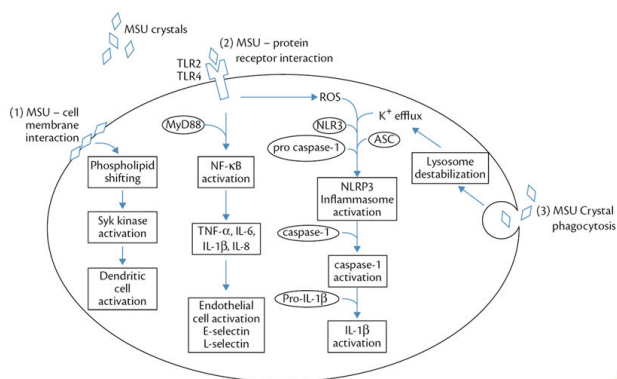 MSU crystals
(2) MSU – protein
receptor interaction
TLR2
TLR4
(1) MSU – cell
membrane
interaction
Phospholipid
shifting
Syk kinase
activation
Dendritic
cell
activation
MyD88
NF-κB
activation
TNF-α, IL-6,
IL-1β, IL-8
Endothelial
cell activation
E-selectin
L-selectin
ROS
K⁺ efflux
NLR3
ASC
pro caspase-1
NLRP3
Inflammasome
activation
caspase-1
caspase-1
activation
Pro-IL-1β
IL-1β
activation
Lysosome
destabilization
(3) MSU Crystal
phagocytosis